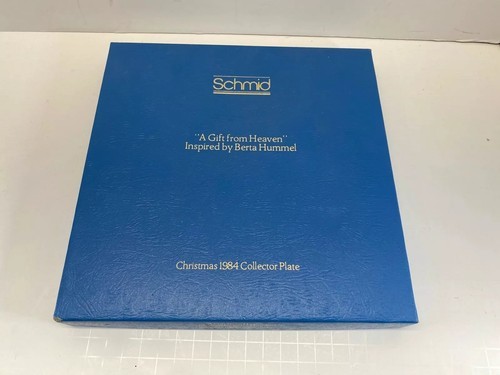 Schmid
"A Gift from Heaven"
Inspired by Berta Hummel
Christmas 1984 Collector Plate